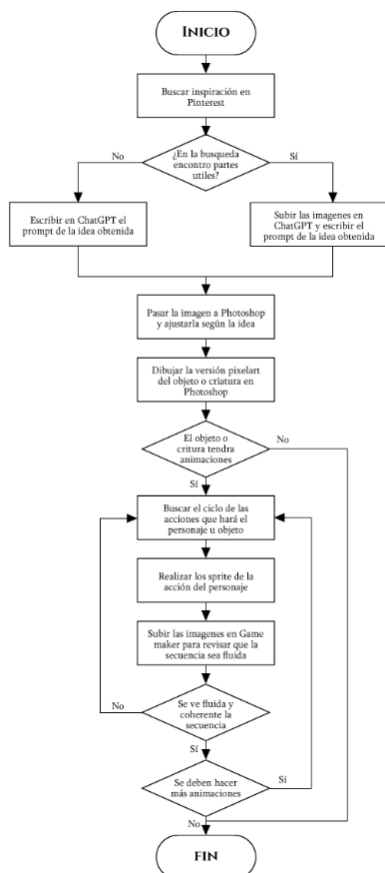 INICIO
Buscar inspiración en
Pinterest
¿En la busqueda
encontro partes
utiles?
No
Sí
Escribir en ChatGPT el
prompt de la idea obtenida
Subir las imagenes en
ChatGPT y escribir el
prompt de la idea obtenida
Pasar la imagen a Photoshop
y ajustarla según la idea
Dibujar la versión pixelart
del objeto o criatura en
Photoshop
El objeto o
critura tendra
animaciones
No
Sí
Buscar el ciclo de las
acciones que hará el
personaje u objeto
Realizar los sprite de la
acción del personaje
Subir las imagenes en Game
maker para revisar que la
secuencia sea fluida
Se ve fluida y
coherente la
secuencia
No
Sí
Se deben hacer
más animaciones
Sí
No
FIN